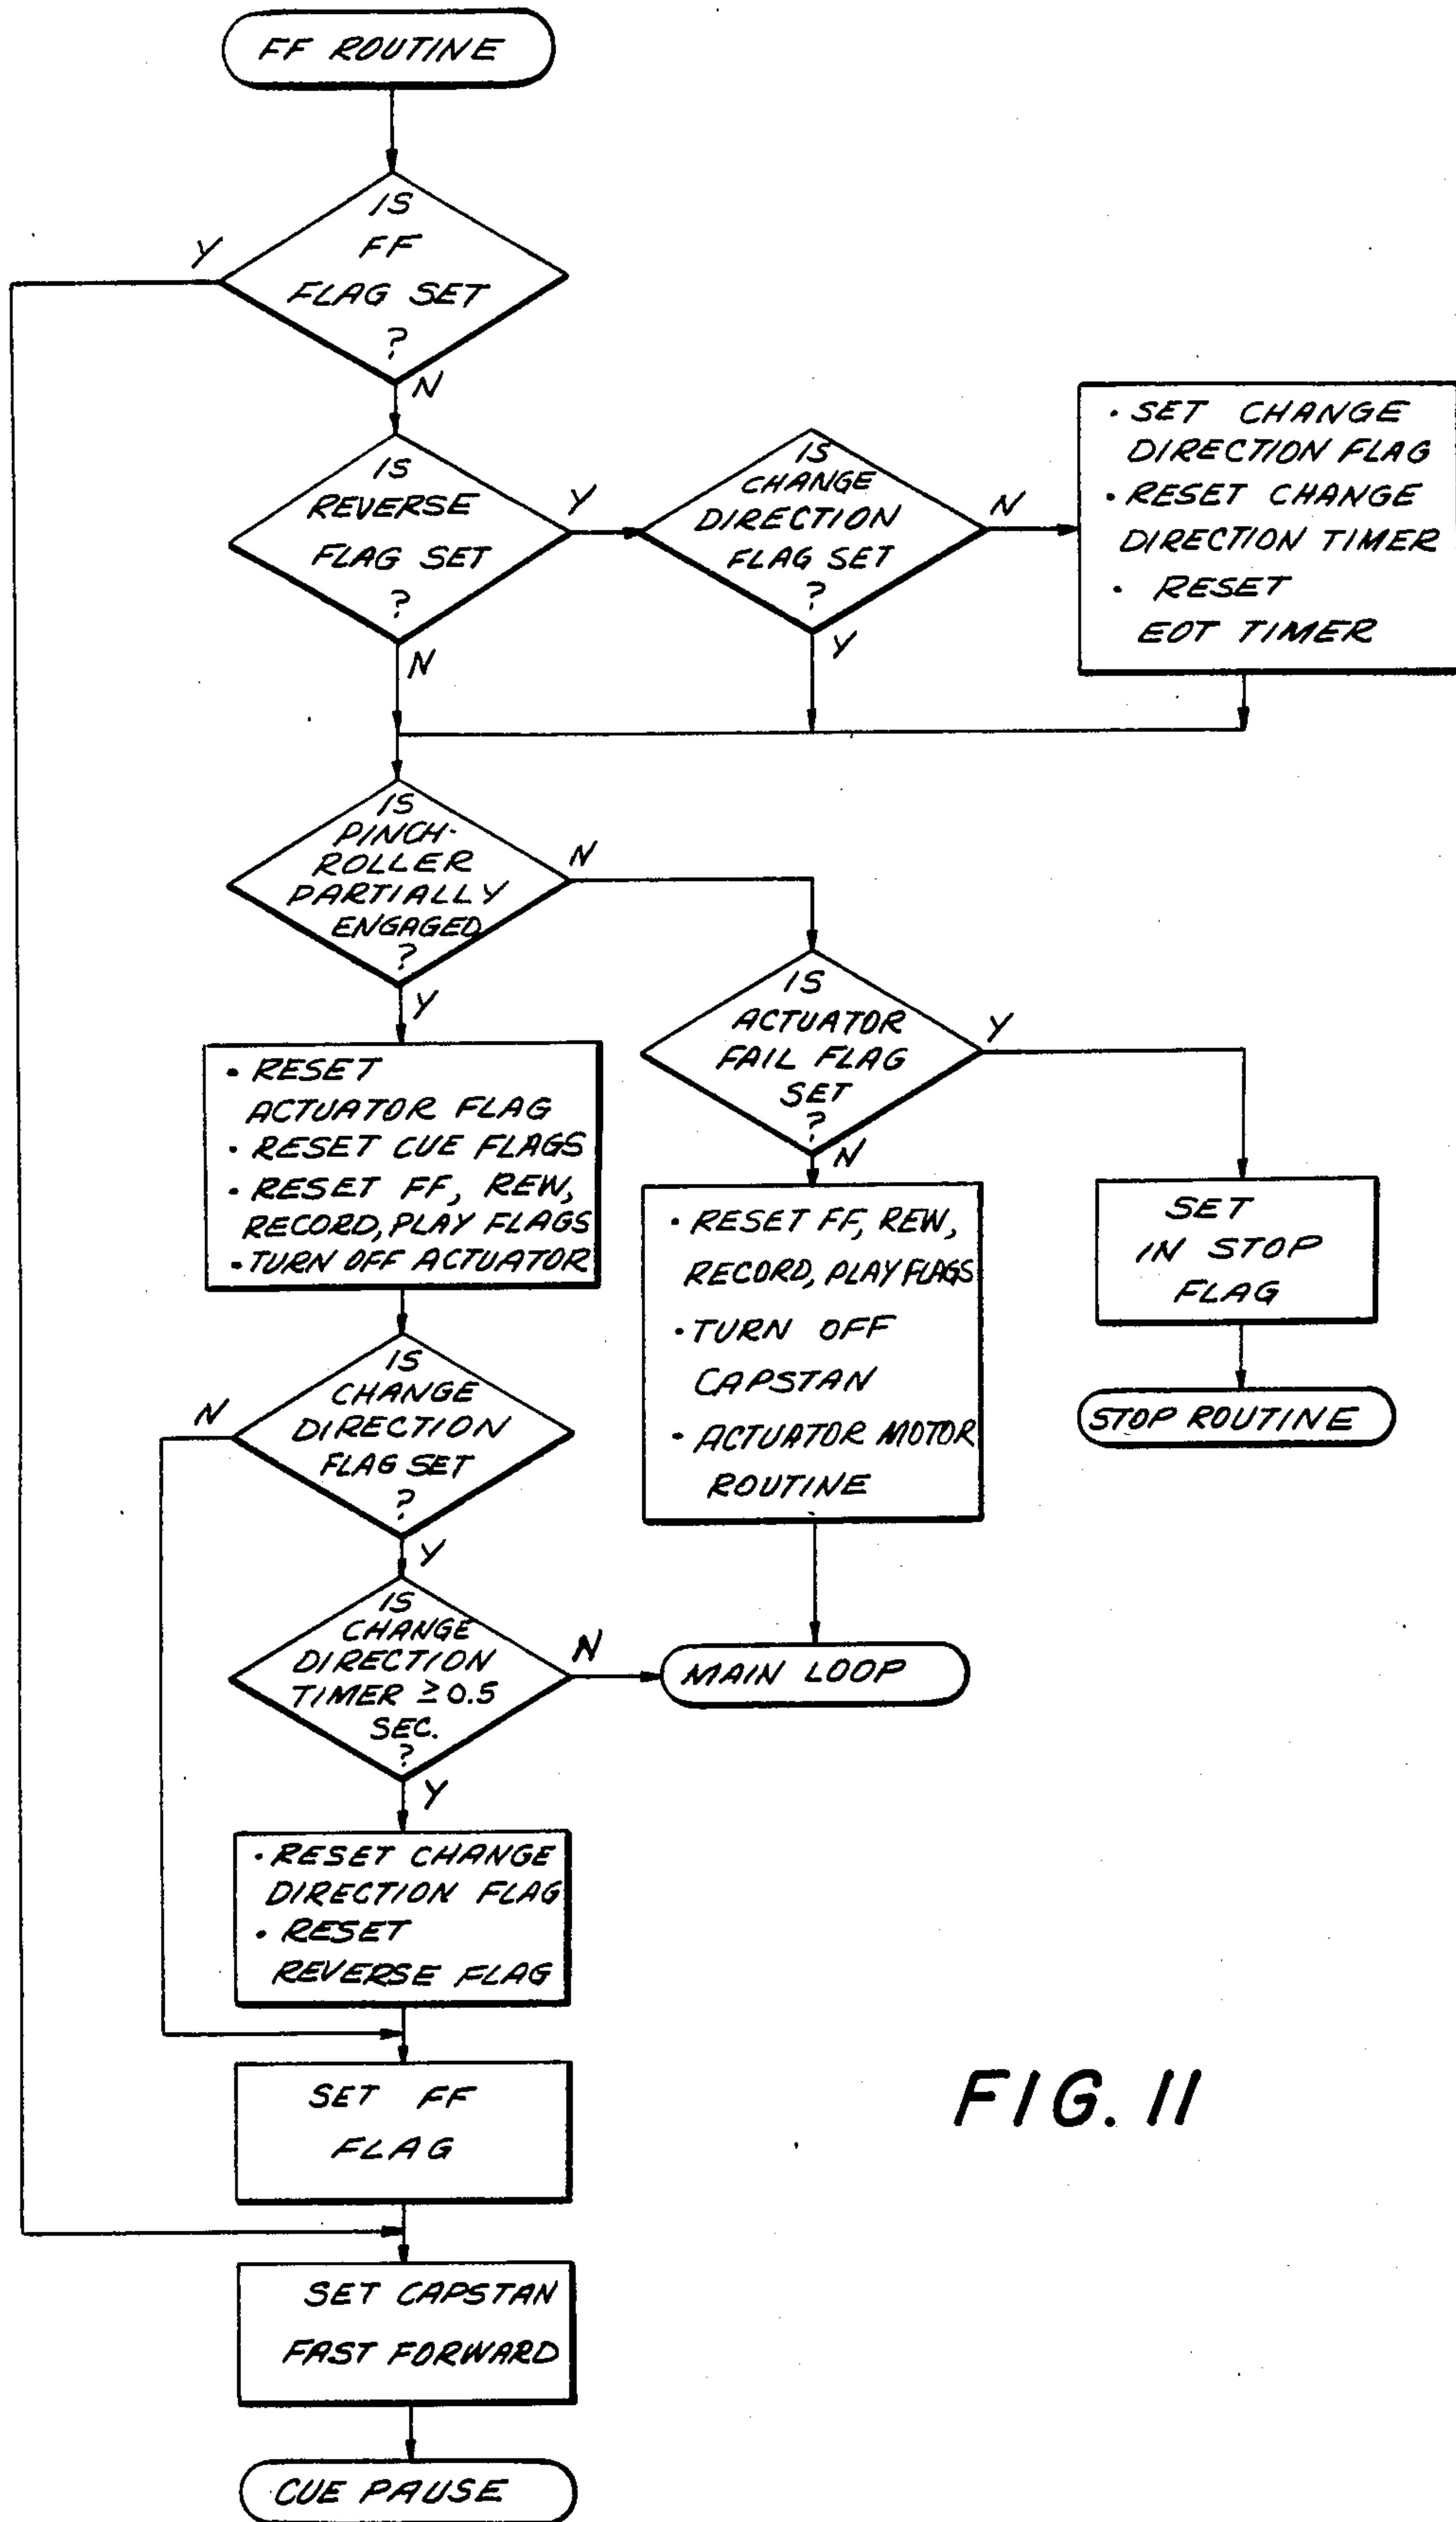 FF ROUTINE
IS
FF
FLAG SET
?
Y
N
IS
REVERSE
FLAG SET
?
Y
N
IS
CHANGE
DIRECTION
FLAG SET
?
N
Y
• SET CHANGE
DIRECTION FLAG
• RESET CHANGE
DIRECTION TIMER
• RESET
EOT TIMER
IS
PINCH-
ROLLER
PARTIALLY
ENGAGED
?
N
Y
IS
ACTUATOR
FAIL FLAG
SET
?
Y
N
• RESET
ACTUATOR FLAG
• RESET CUE FLAGS
• RESET FF, REW,
RECORD, PLAY FLAGS
• TURN OFF ACTUATOR
• RESET FF, REW,
RECORD, PLAY FLAGS
• TURN OFF
CAPSTAN
• ACTUATOR MOTOR
ROUTINE
SET
IN STOP
FLAG
STOP ROUTINE
IS
CHANGE
DIRECTION
FLAG SET
?
N
Y
IS
CHANGE
DIRECTION
TIMER ≥ 0.5
SEC.
?
N
Y
MAIN LOOP
• RESET CHANGE
DIRECTION FLAG
• RESET
REVERSE FLAG
SET FF
FLAG
SET CAPSTAN
FAST FORWARD
CUE PAUSE
FIG. 11